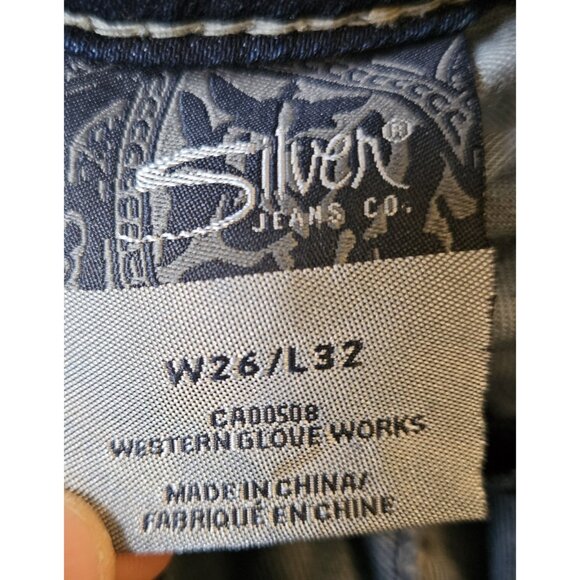 Silver®
JEANS CO.
W26/L32
CA00508
WESTERN GLOVE WORKS
MADE IN CHINA/
FABRIQUÉ EN CHINE